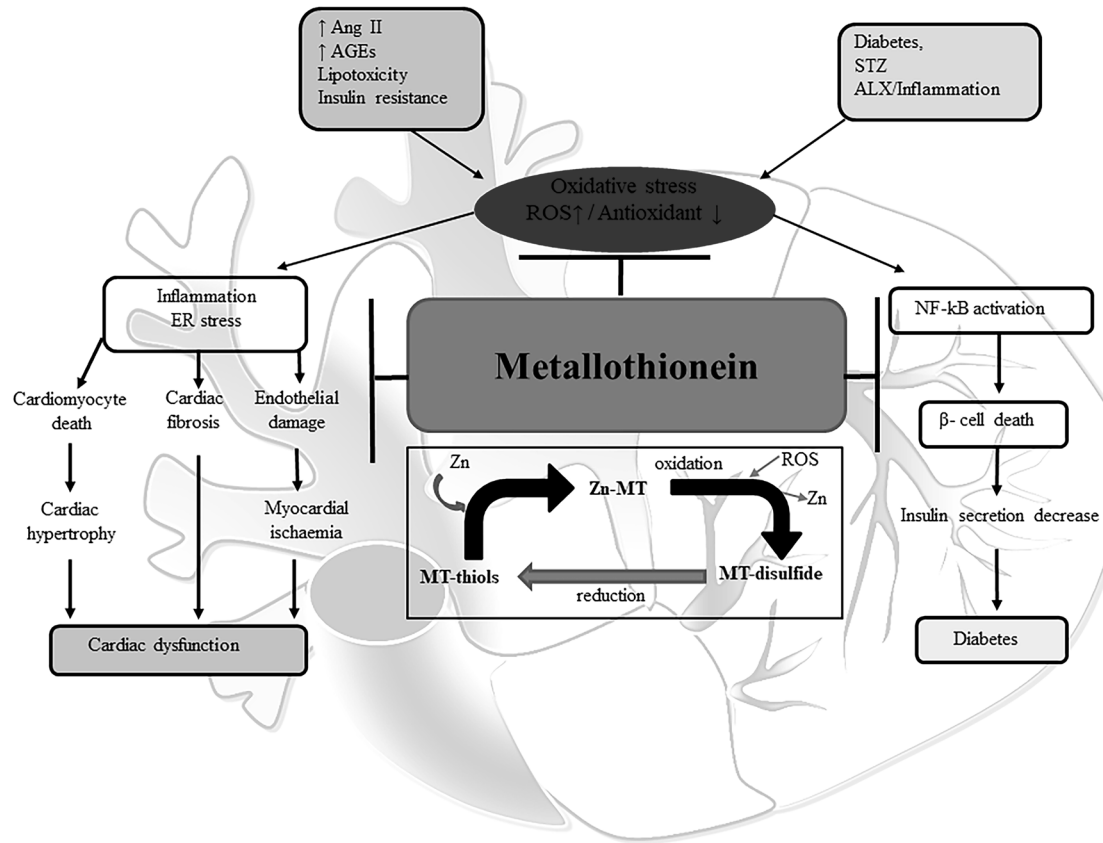 ↑ Ang II
↑ AGEs
Lipotoxicity
Insulin resistance
Diabetes,
STZ
ALX/Inflammation
Oxidative stress
ROS↑ / Antioxidant ↓
Inflammation
ER stress
NF-kB activation
Metallothionein
Cardiomyocyte
death
Cardiac
fibrosis
Endothelial
damage
β- cell death
Zn
Zn-MT
oxidation
ROS
Zn
Cardiac
hypertrophy
Myocardial
ischaemia
Insulin secretion decrease
MT-thiols
MT-disulfide
reduction
Cardiac dysfunction
Diabetes